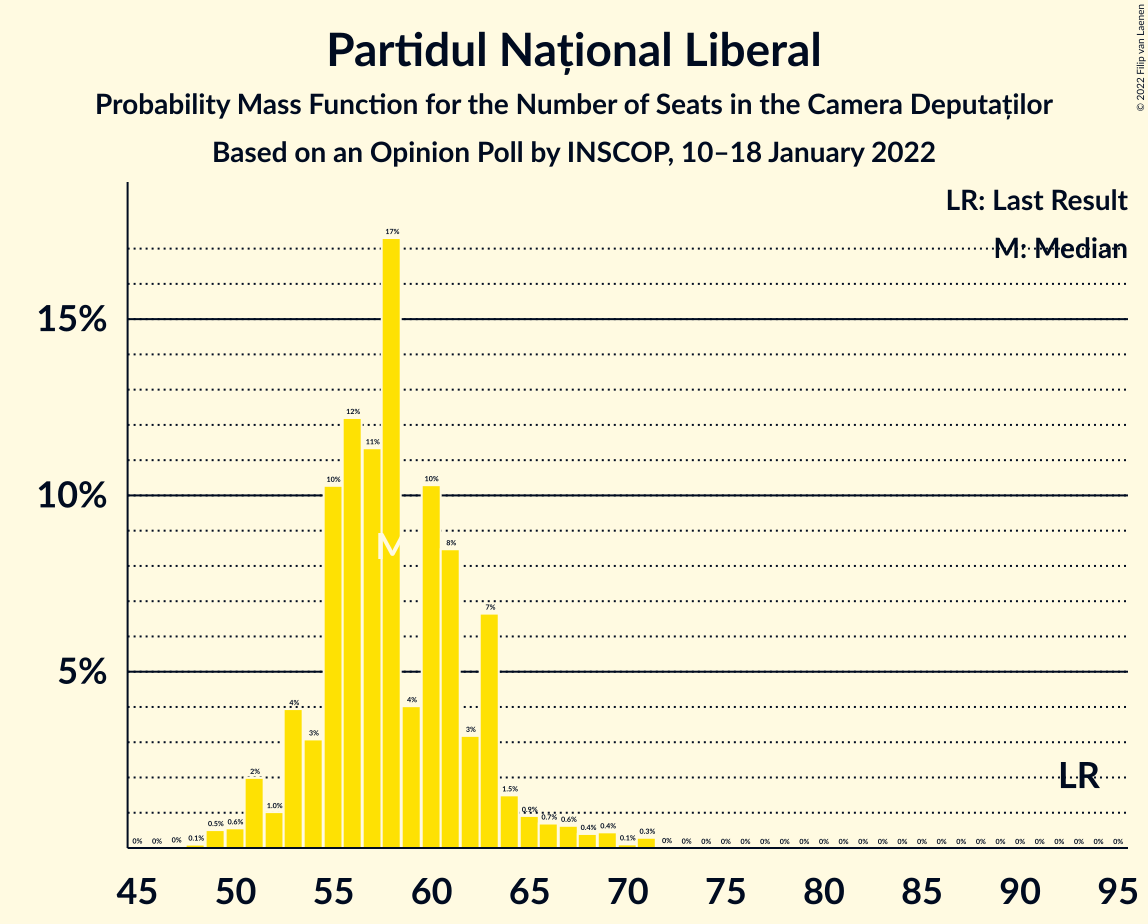 Partidul Național Liberal
Probability Mass Function for the Number of Seats in the Camera Deputaților
Based on an Opinion Poll by INSCOP, 10–18 January 2022
© 2022 Filip van Laenen
LR: Last Result
M: Median
15%
10%
5%
0% 0% 0% 0.1% 0.5% 0.6% 2% 1.0% 4% 3% 10% 12% 11% 17% 4% 10% 8% 3% 7% 1.5% 0.9% 0.7% 0.6% 0.4% 0.4% 0.1% 0.3% 0% 0% 0% 0% 0% 0% 0% 0% 0% 0% 0% 0% 0% 0% 0% 0% 0% 0% 0% 0% 0% 0% 0% 0%
M
LR
45 50 55 60 65 70 75 80 85 90 95